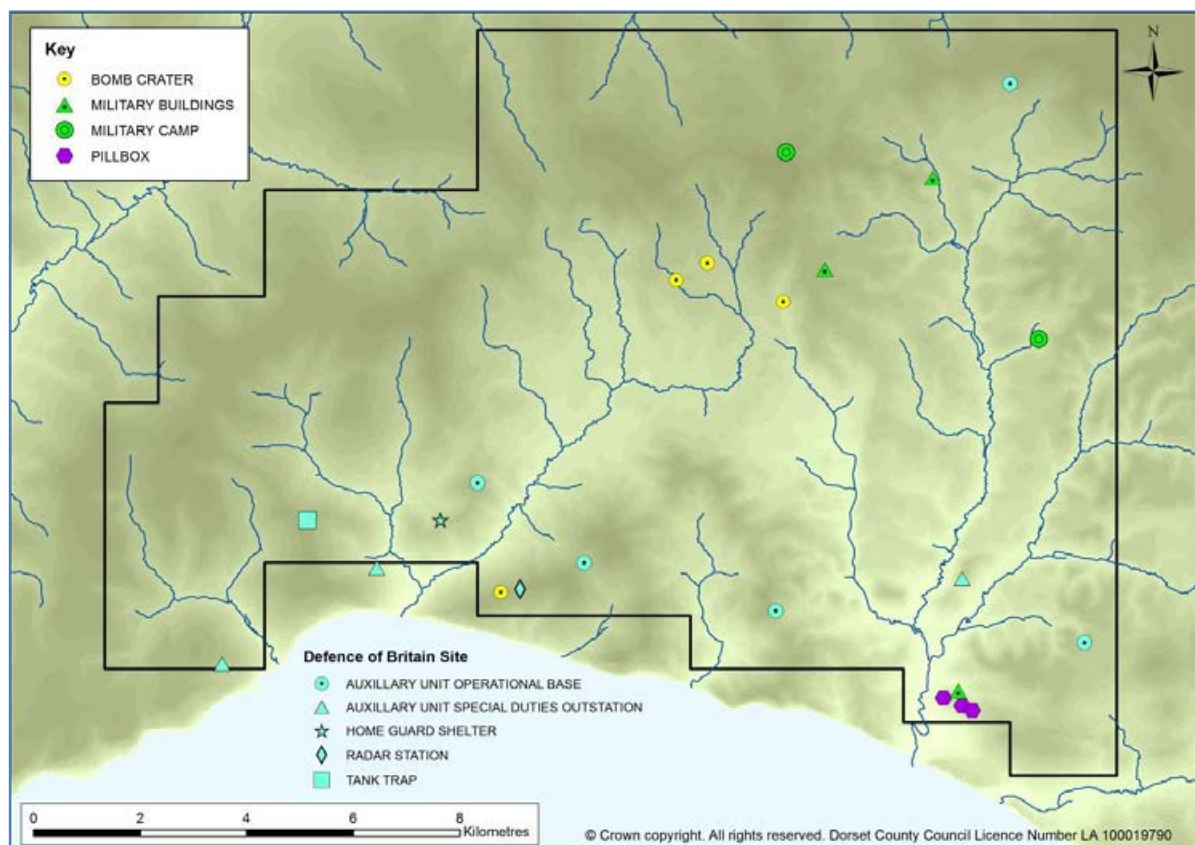 Key
BOMB CRATER
MILITARY BUILDINGS
MILITARY CAMP
PILLBOX
N
Defence of Britain Site
AUXILLARY UNIT OPERATIONAL BASE
AUXILLARY UNIT SPECIAL DUTIES OUTSTATION
HOME GUARD SHELTER
RADAR STATION
TANK TRAP
0 2 4 6 8
Kilometres
© Crown copyright. All rights reserved. Dorset County Council Licence Number LA 100019790